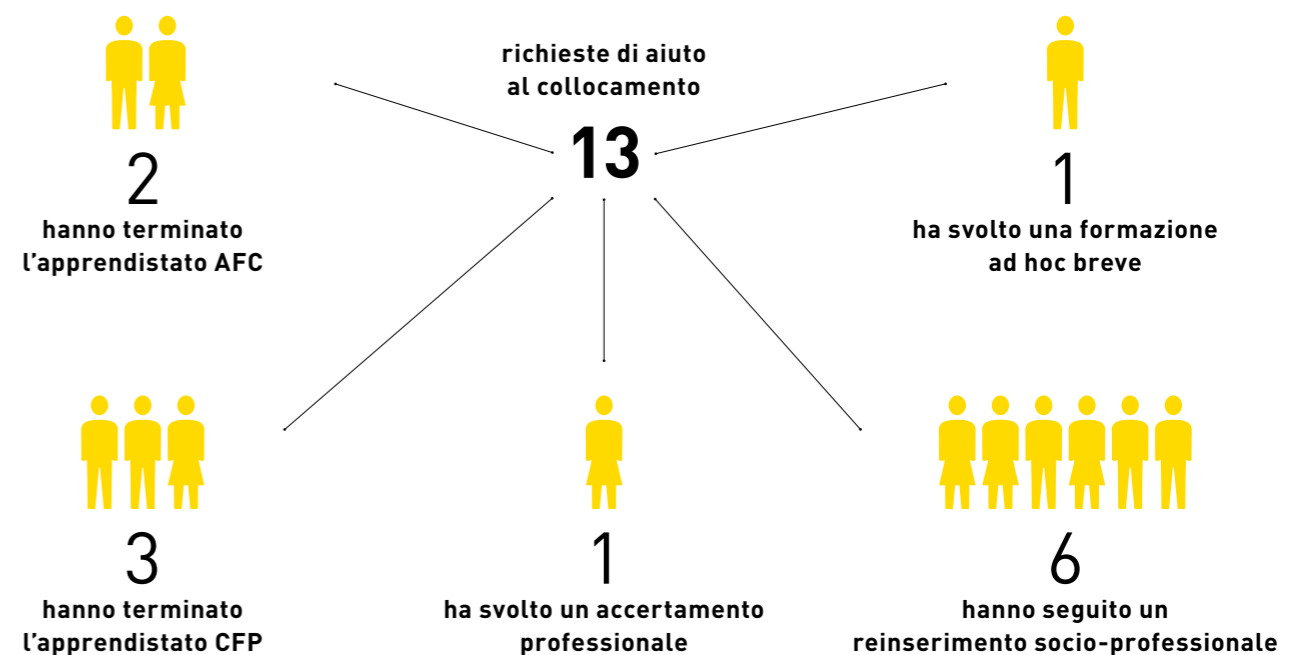 richieste di aiuto
al collocamento
13
2
hanno terminato
l'apprendistato AFC
1
ha svolto una formazione
ad hoc breve
3
hanno terminato
l'apprendistato CFP
1
ha svolto un accertamento
professionale
6
hanno seguito un
reinserimento socio-professionale